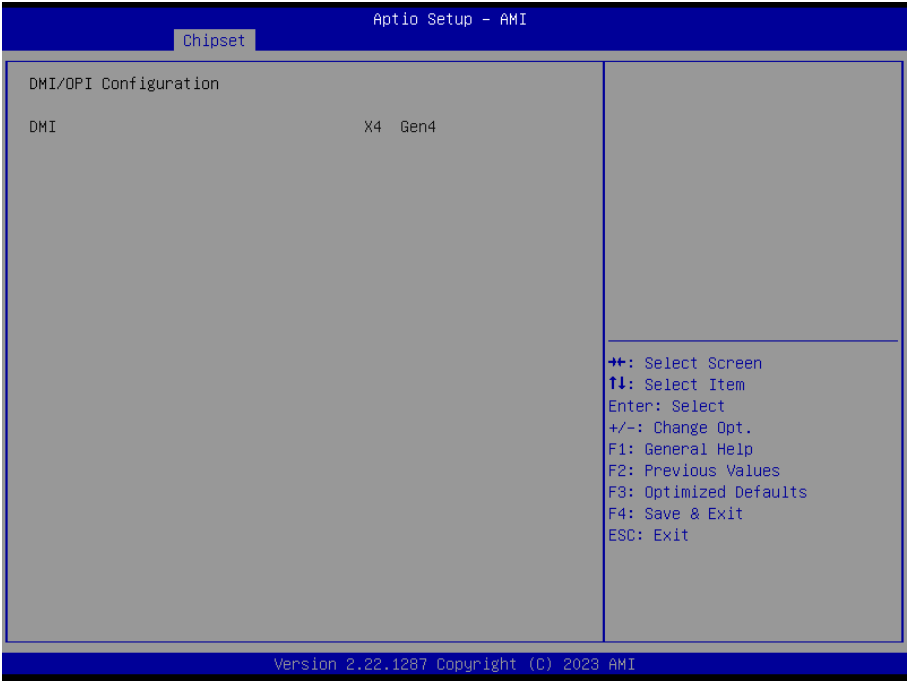 Aptio Setup – AMI
Chipset
DMI/OPI Configuration
DMI X4 Gen4
→←: Select Screen
↑↓: Select Item
Enter: Select
+/-: Change Opt.
F1: General Help
F2: Previous Values
F3: Optimized Defaults
F4: Save & Exit
ESC: Exit
Version 2.22.1287 Copyright (C) 2023 AMI